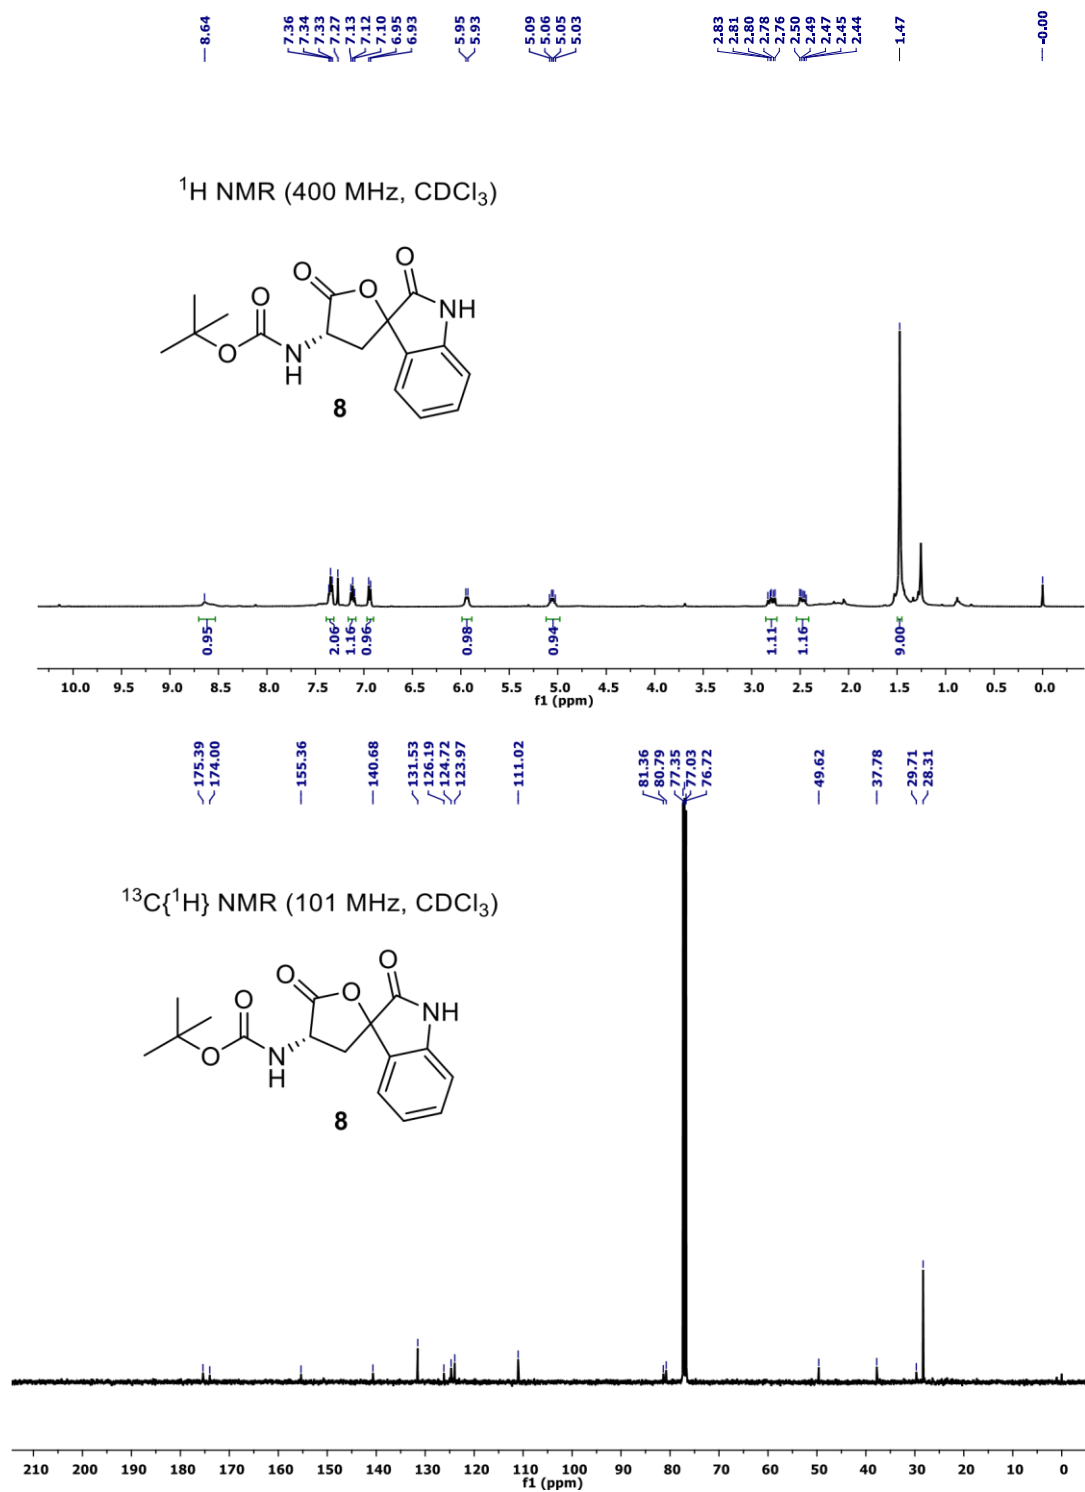 8.64
7.36
7.34
7.33
7.27
7.13
7.12
7.10
6.95
6.93
5.95
5.93
5.09
5.06
5.05
5.03
2.83
2.81
2.80
2.78
2.76
2.50
2.49
2.47
2.45
2.44
1.47
-0.00
¹H NMR (400 MHz, CDCl₃)
O
O
O
NH
O
O
N
H
8
0.95
2.06
1.16
0.96
0.98
0.94
1.11
1.16
9.00
10.0 9.5 9.0 8.5 8.0 7.5 7.0 6.5 6.0 5.5 5.0 4.5 4.0 3.5 3.0 2.5 2.0 1.5 1.0 0.5 0.0
f1 (ppm)
175.39
174.00
155.36
140.68
131.53
126.19
124.72
123.97
111.02
81.36
80.79
77.35
77.03
76.72
49.62
37.78
29.71
28.31
¹³C{¹H} NMR (101 MHz, CDCl₃)
O
O
O
NH
O
O
N
H
8
210 200 190 180 170 160 150 140 130 120 110 100 90 80 70 60 50 40 30 20 10 0
f1 (ppm)